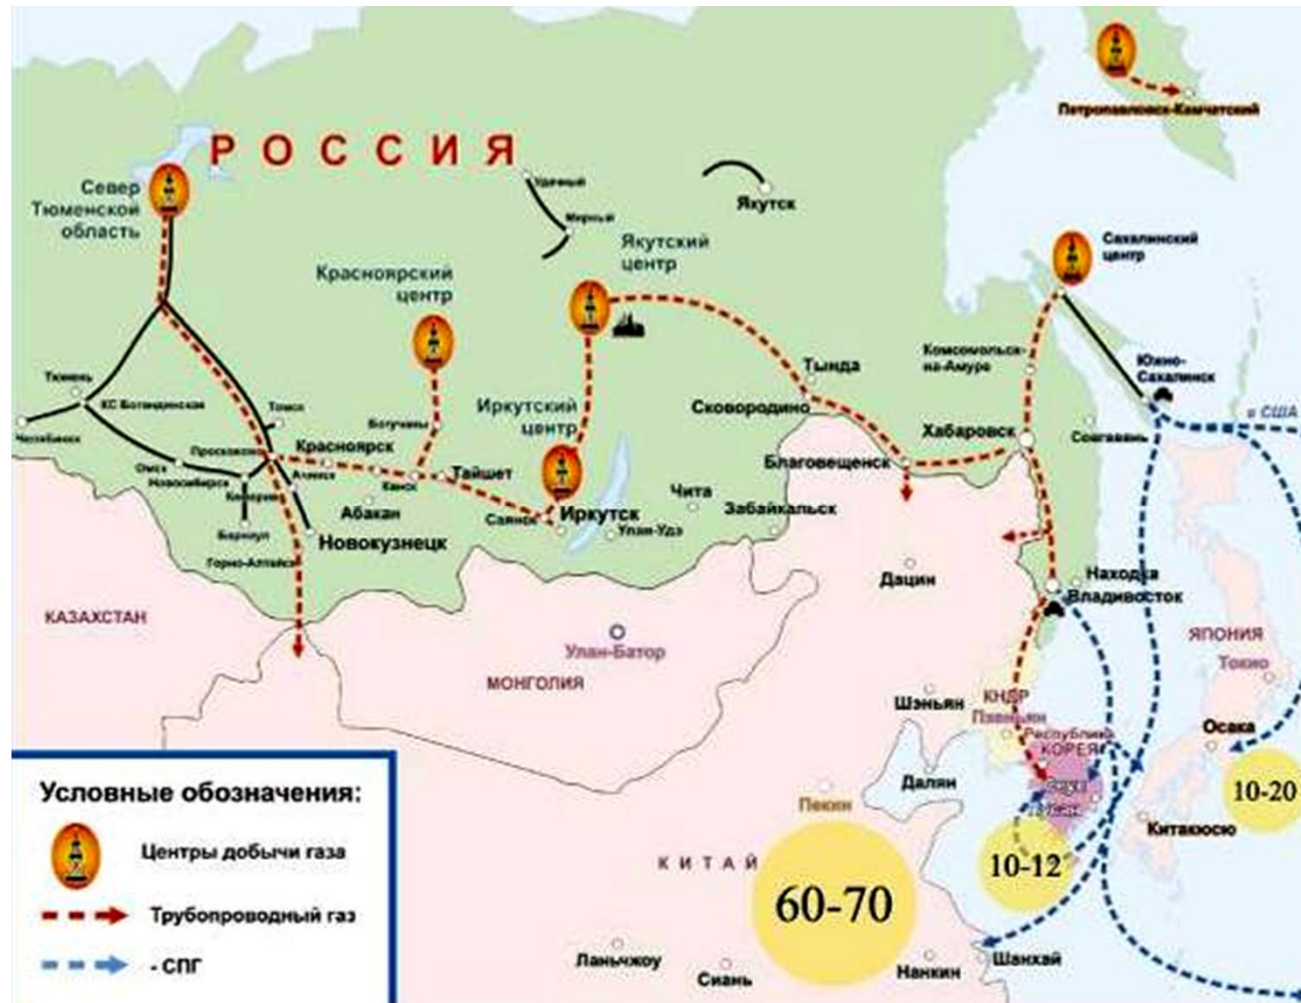 Петропавловск-Камчатский
РОССИЯ
Север
Тюменской
область
Удачный
Мирный
Якутск
Якутский
центр
Сахалинский
центр
Красноярский
центр
Тюмень
КС Богандинская
Челябинск
Томск
Богучаны
Иркутский
центр
Тында
Сковородино
Комсомольск-
на-Амуре
Южно-
Сахалинск
в США
Хабаровск
Совгавань
Проскоково
Красноярск
Омск
Новосибирск
Ачинск
Канск
Тайшет
Благовещенск
Кемерово
Абакан
Саянск
Иркутск
Чита
Забайкальск
Улан-Удэ
Барнаул
Новокузнецк
Горно-Алтайск
Дацин
Находка
Владивосток
КАЗАХСТАН
Улан-Батор
МОНГОЛИЯ
ЯПОНИЯ
Токио
Шэньян
КНДР
Пхеньян
Республика
КОРЕЯ
Осака
Далян
Сеул
Пекин
10-20
Китакюсю
КИТАЙ
10-12
60-70
Ланьчжоу
Сиань
Нанкин
Шанхай
Условные обозначения:
Центры добычи газа
Трубопроводный газ
- СПГ